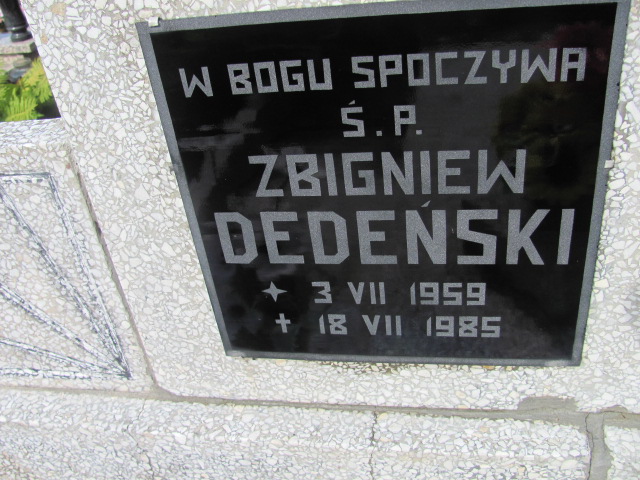 W BOGU SPOCZYWA
Ś.P.
ZBIGNIEW
DEDEŃSKI
✦ 3 VII 1959
✝ 18 VII 1985